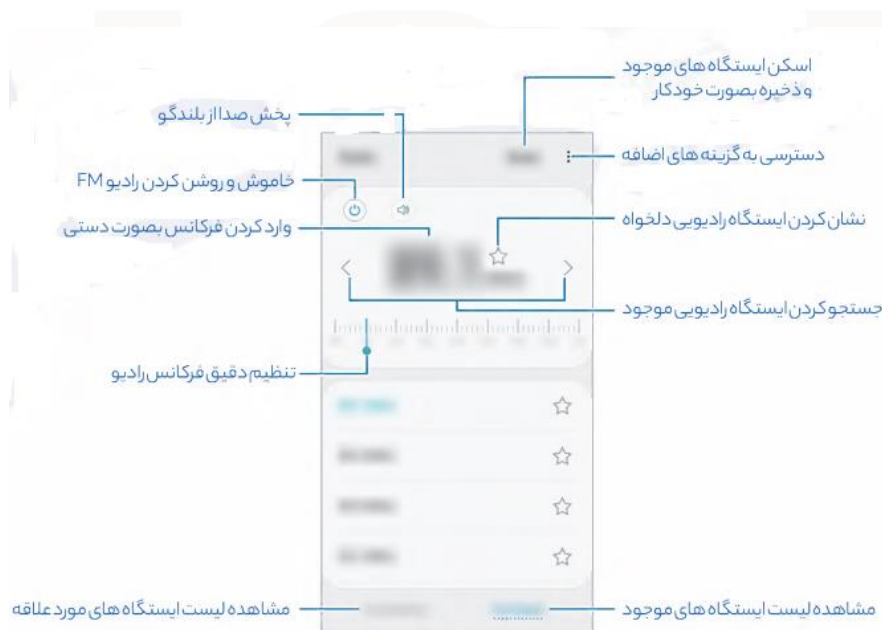 اسکن ایستگاه های موجود
و ذخیره بصورت خودکار
پخش صدا از بلندگو
دسترسی به گزینه های اضافه
خاموش و روشن کردن رادیو FM
نشان کردن ایستگاه رادیویی دلخواه
وارد کردن فرکانس بصورت دستی
جستجو کردن ایستگاه رادیویی موجود
تنظیم دقیق فرکانس رادیو
مشاهده لیست ایستگاه های موجود
مشاهده لیست ایستگاه های مورد علاقه